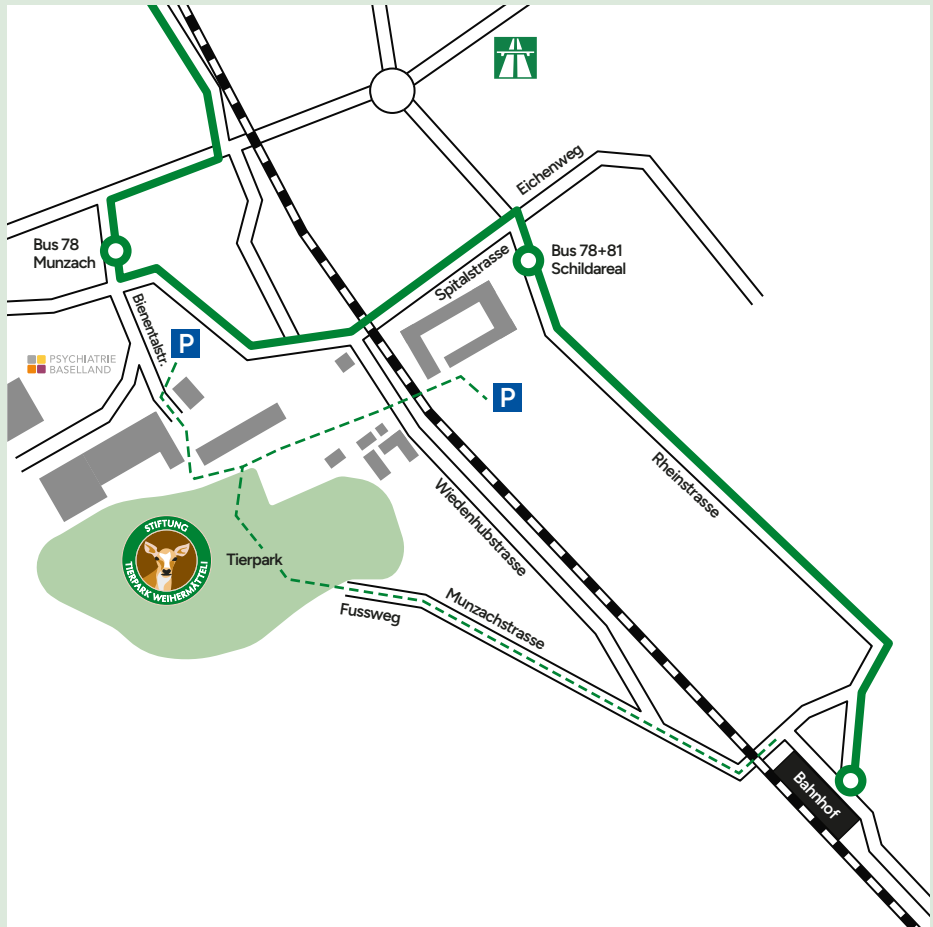 Eichenweg
Bus 78
Munzach
Bus 78+81
Schildareal
Spitalstrasse
Bienentalstr.
P
PSYCHIATRIE
BASELLAND
P
Rheinstrasse
Wiedenhubstrasse
STIFTUNG
TIERPARK WEIHERMÄTTELI
Tierpark
Fussweg
Munzachstrasse
Bahnhof